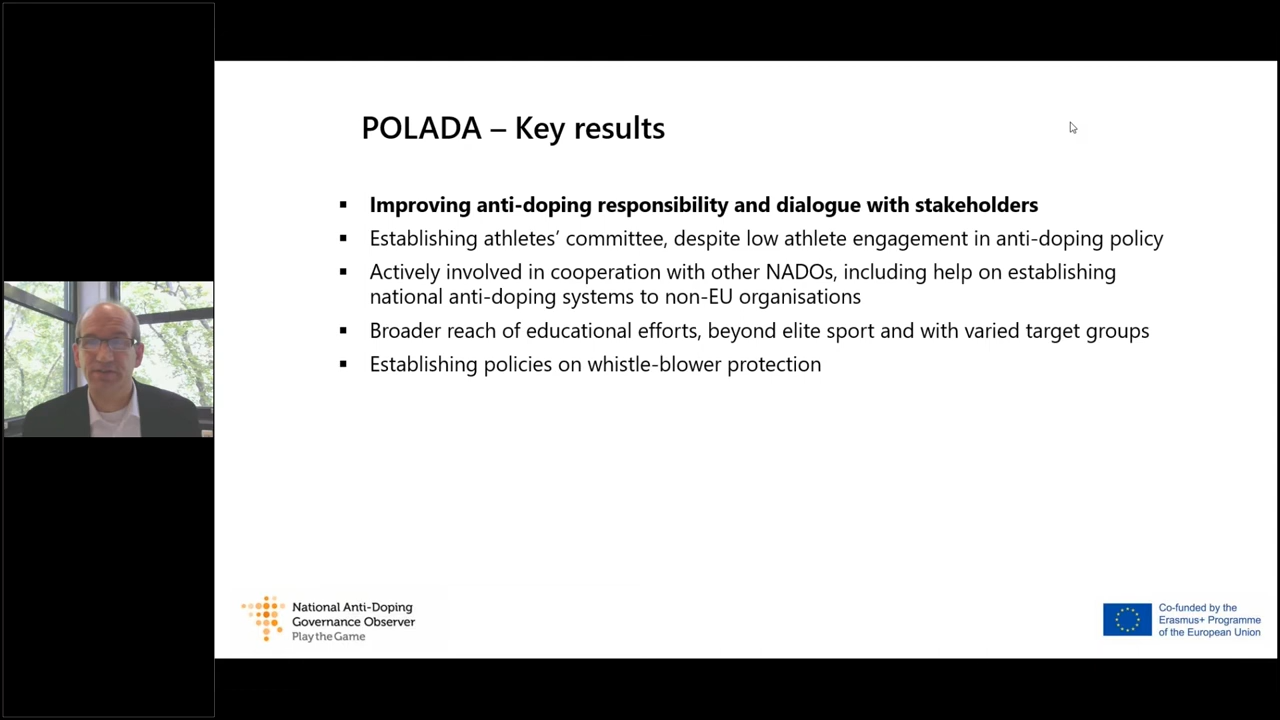 POLADA – Key results
▪ Improving anti-doping responsibility and dialogue with stakeholders
▪ Establishing athletes’ committee, despite low athlete engagement in anti-doping policy
▪ Actively involved in cooperation with other NADOs, including help on establishing
national anti-doping systems to non-EU organisations
▪ Broader reach of educational efforts, beyond elite sport and with varied target groups
▪ Establishing policies on whistle-blower protection
National Anti-Doping
Governance Observer
Play the Game
Co-funded by the
Erasmus+ Programme
of the European Union